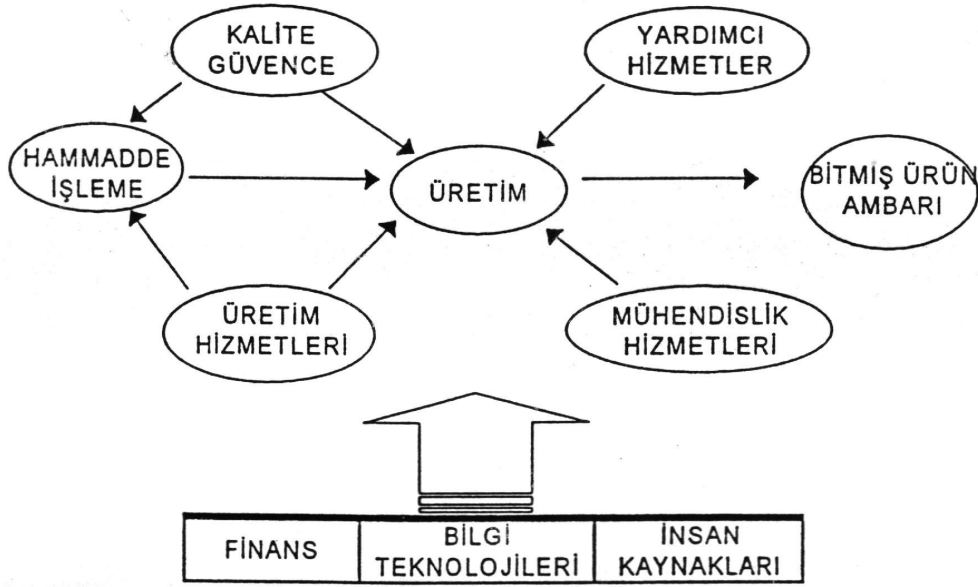 KALİTE
GÜVENCE
YARDIMCI
HİZMETLER
HAMMADDE
İŞLEME
ÜRETİM
BİTMİŞ ÜRÜN
AMBARI
ÜRETİM
HİZMETLERİ
MÜHENDİSLİK
HİZMETLERİ
FİNANS
BİLGİ
TEKNOLOJİLERİ
İNSAN
KAYNAKLARI